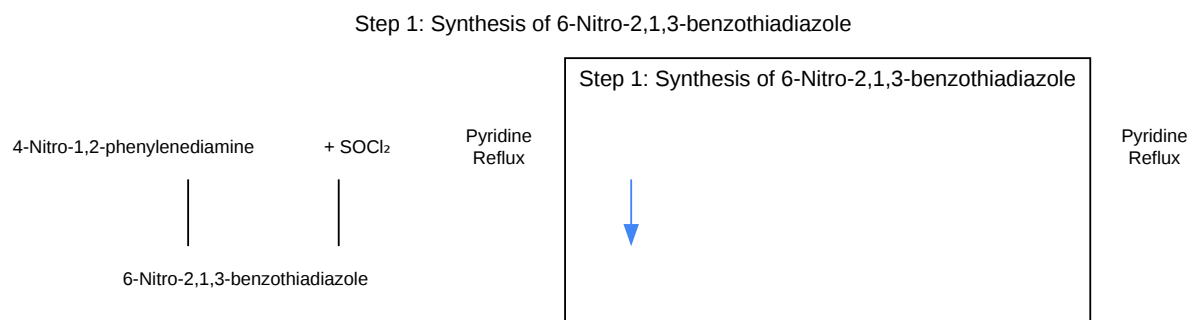 Step 1: Synthesis of 6-Nitro-2,1,3-benzothiadiazole
Step 1: Synthesis of 6-Nitro-2,1,3-benzothiadiazole
4-Nitro-1,2-phenylenediamine
+ SOCl₂
Pyridine
Reflux
Pyridine
Reflux
6-Nitro-2,1,3-benzothiadiazole